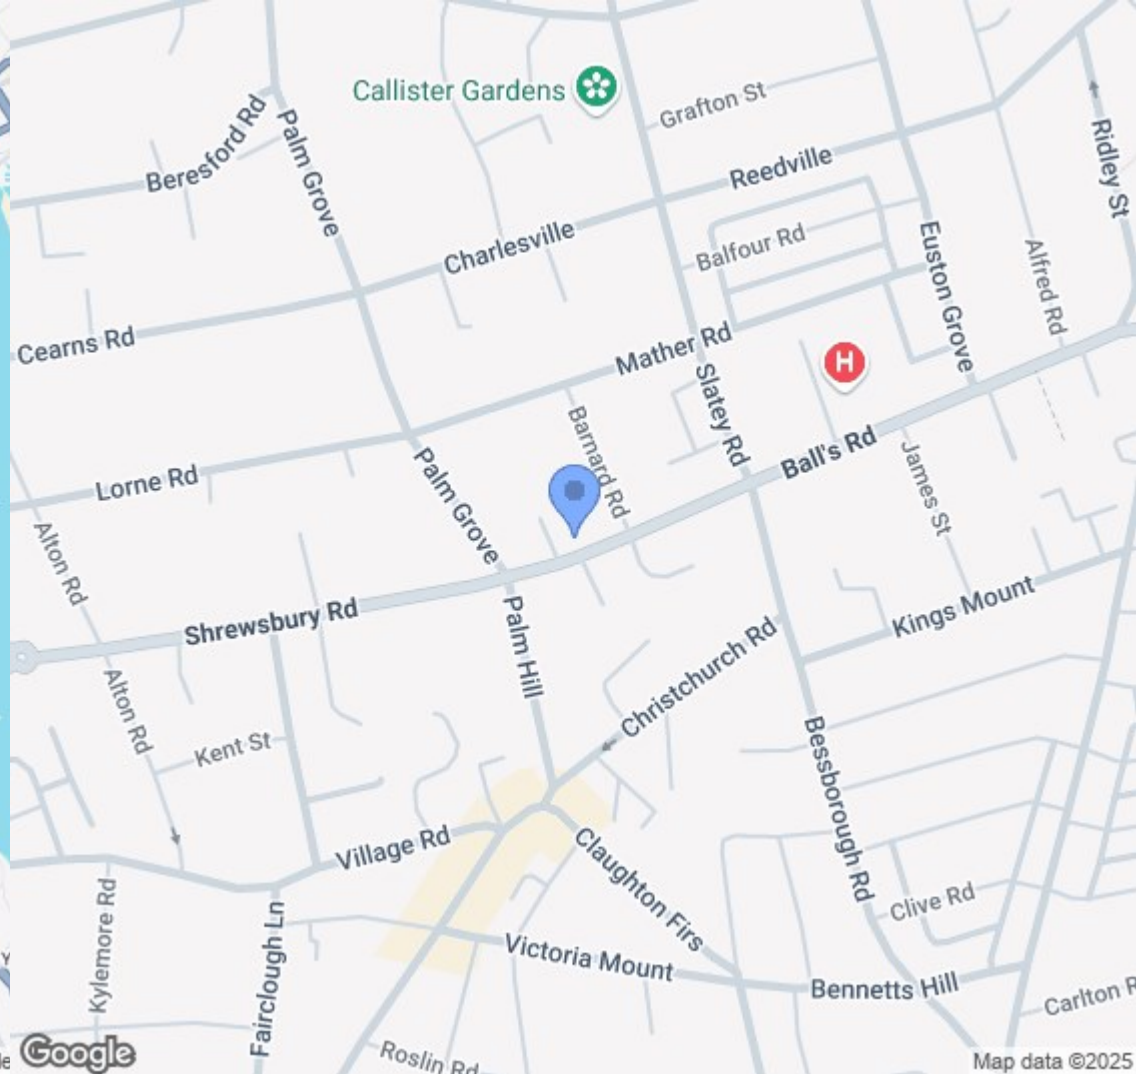 Callister Gardens
Grafton St
Beresford Rd
Palm Grove
Reedville
Ridley St
Charlesville
Balfour Rd
Euston Grove
Alfred Rd
Cearns Rd
Mather Rd
H
Slatey Rd
Barnard Rd
Ball's Rd
Lorne Rd
Palm Grove
James St
Alton Rd
Shrewsbury Rd
Palm Hill
Kings Mount
Christchurch Rd
Alton Rd
Kent St
Bessborough Rd
Village Rd
Claughton Firs
Kylemore Rd
Fairclough Ln
Clive Rd
Victoria Mount
Bennetts Hill
Carlton R
Roslin Rd
Google
Map data ©2025